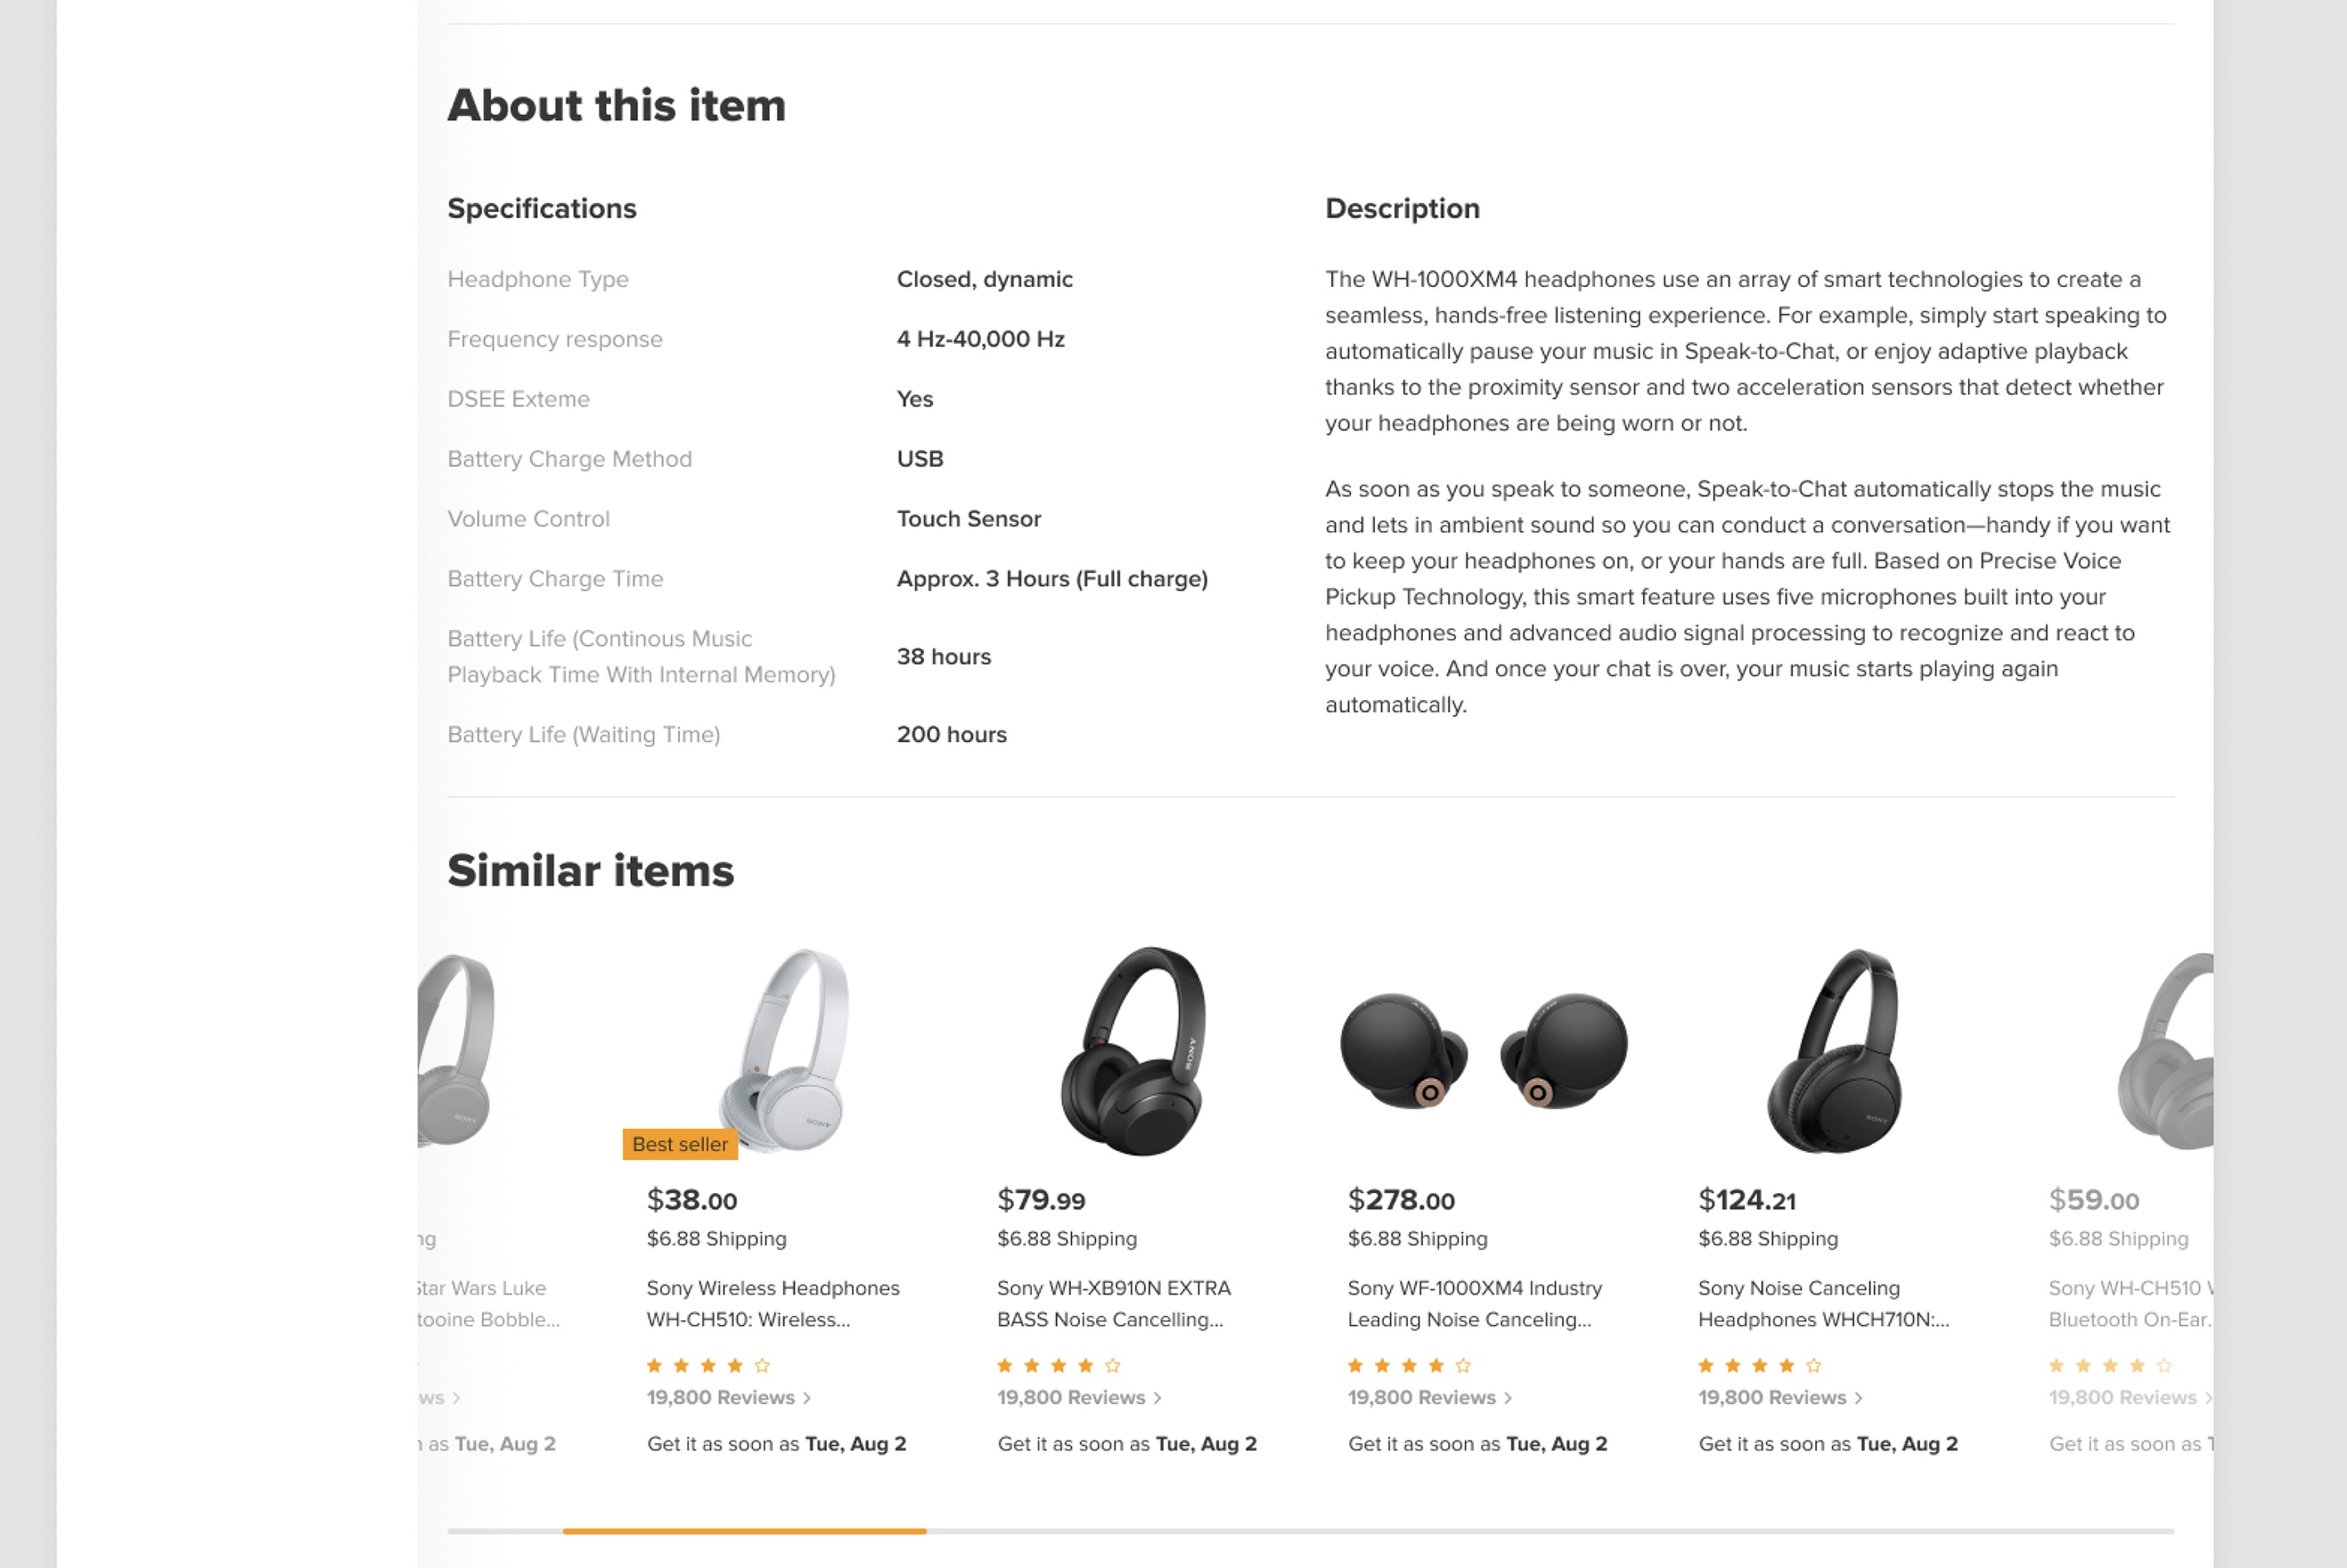 About this item
Specifications
Headphone Type Closed, dynamic
Frequency response 4 Hz-40,000 Hz
DSEE Exteme Yes
Battery Charge Method USB
Volume Control Touch Sensor
Battery Charge Time Approx. 3 Hours (Full charge)
Battery Life (Continous Music
Playback Time With Internal Memory) 38 hours
Battery Life (Waiting Time) 200 hours
Description
The WH-1000XM4 headphones use an array of smart technologies to create a
seamless, hands-free listening experience. For example, simply start speaking to
automatically pause your music in Speak-to-Chat, or enjoy adaptive playback
thanks to the proximity sensor and two acceleration sensors that detect whether
your headphones are being worn or not.
As soon as you speak to someone, Speak-to-Chat automatically stops the music
and lets in ambient sound so you can conduct a conversation—handy if you want
to keep your headphones on, or your hands are full. Based on Precise Voice
Pickup Technology, this smart feature uses five microphones built into your
headphones and advanced audio signal processing to recognize and react to
your voice. And once your chat is over, your music starts playing again
automatically.
Similar items
SONY
ng
Star Wars Luke
tooine Bobble...
ws >
as Tue, Aug 2
SONY
Best seller
$38.00
$6.88 Shipping
Sony Wireless Headphones
WH-CH510: Wireless...
19,800 Reviews >
Get it as soon as Tue, Aug 2
SONY
$79.99
$6.88 Shipping
Sony WH-XB910N EXTRA
BASS Noise Cancelling...
19,800 Reviews >
Get it as soon as Tue, Aug 2
$278.00
$6.88 Shipping
Sony WF-1000XM4 Industry
Leading Noise Canceling...
19,800 Reviews >
Get it as soon as Tue, Aug 2
SONY
$124.21
$6.88 Shipping
Sony Noise Canceling
Headphones WHCH710N:...
19,800 Reviews >
Get it as soon as Tue, Aug 2
$59.00
$6.88 Shipping
Sony WH-CH510
Bluetooth On-Ear.
19,800 Reviews >
Get it as soon as